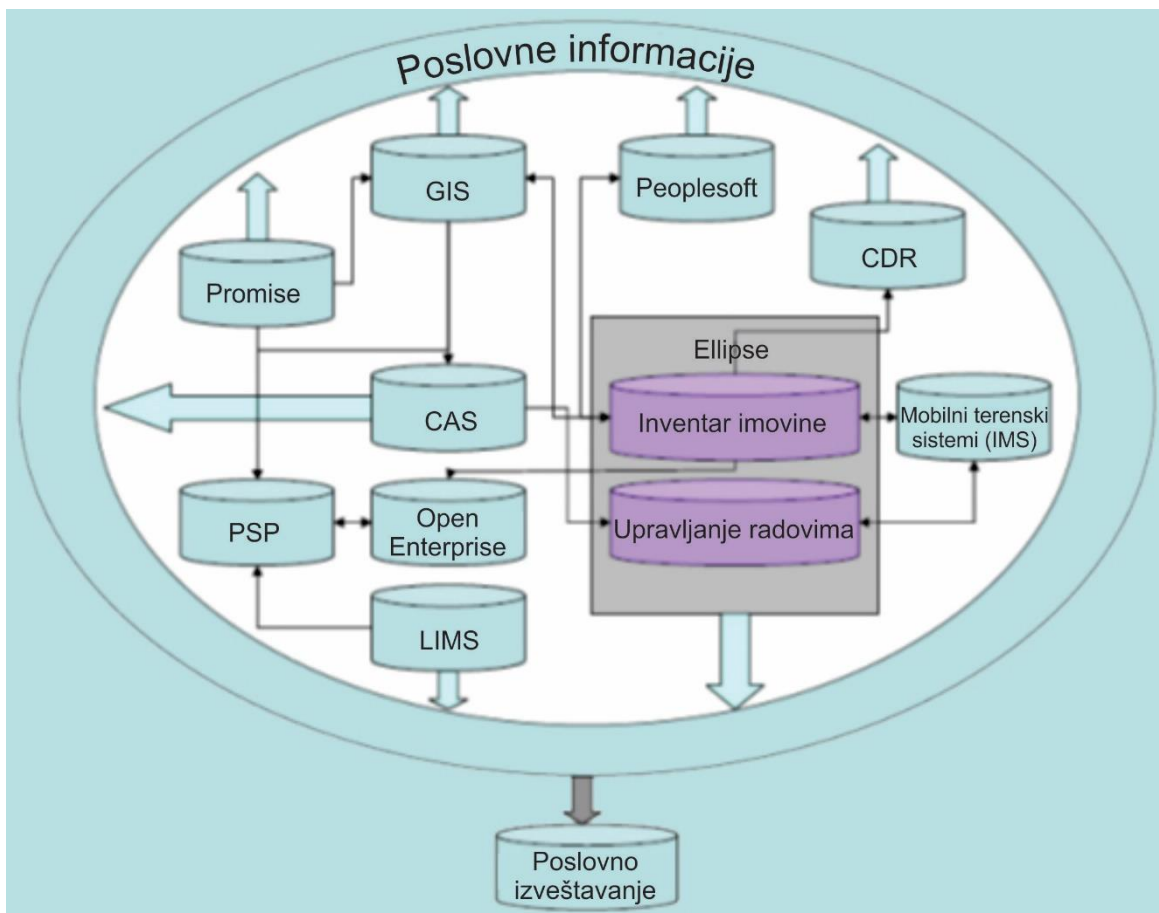 Poslovne informacije
GIS
Peoplesoft
CDR
Promise
Ellipse
CAS
Inventar imovine
Mobilni terenski
sistemi (IMS)
PSP
Open
Enterprise
Upravljanje radovima
LIMS
Poslovno
izveštavanje